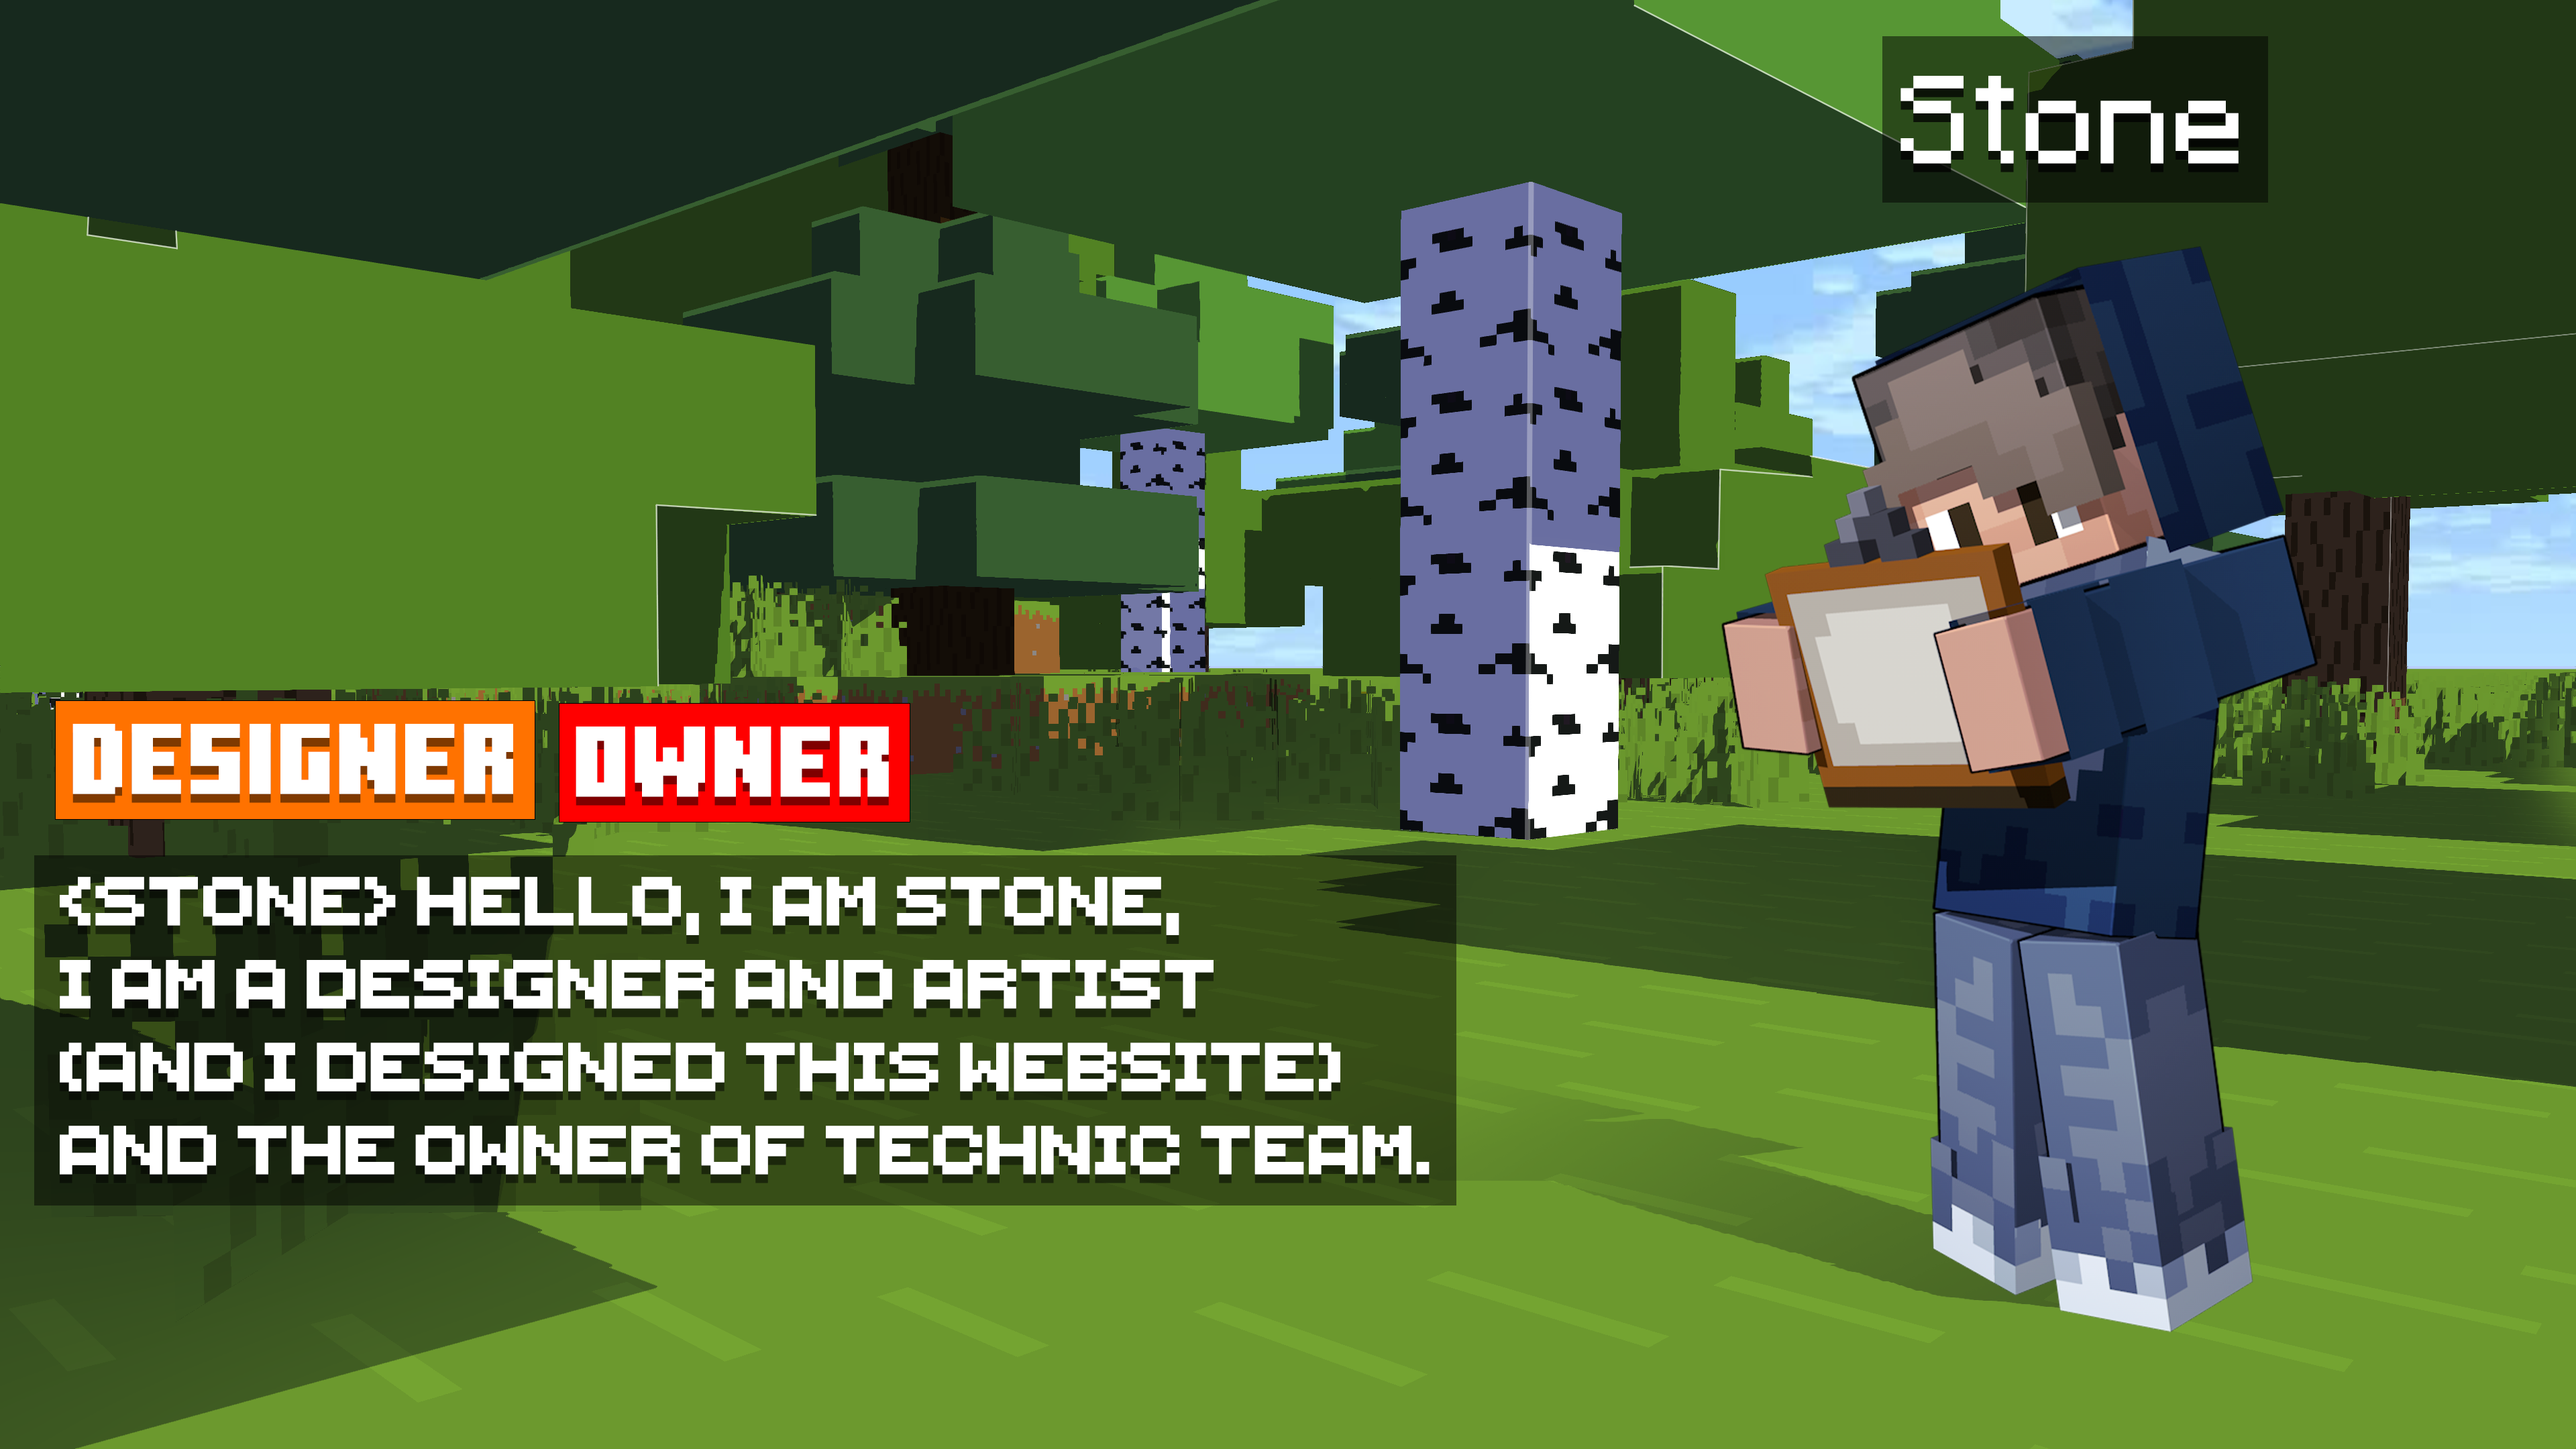 Stone
DESIGNER OWNER
<STONE> HELLO, I AM STONE,
I AM A DESIGNER AND ARTIST
(AND I DESIGNED THIS WEBSITE)
AND THE OWNER OF TECHNIC TEAM.